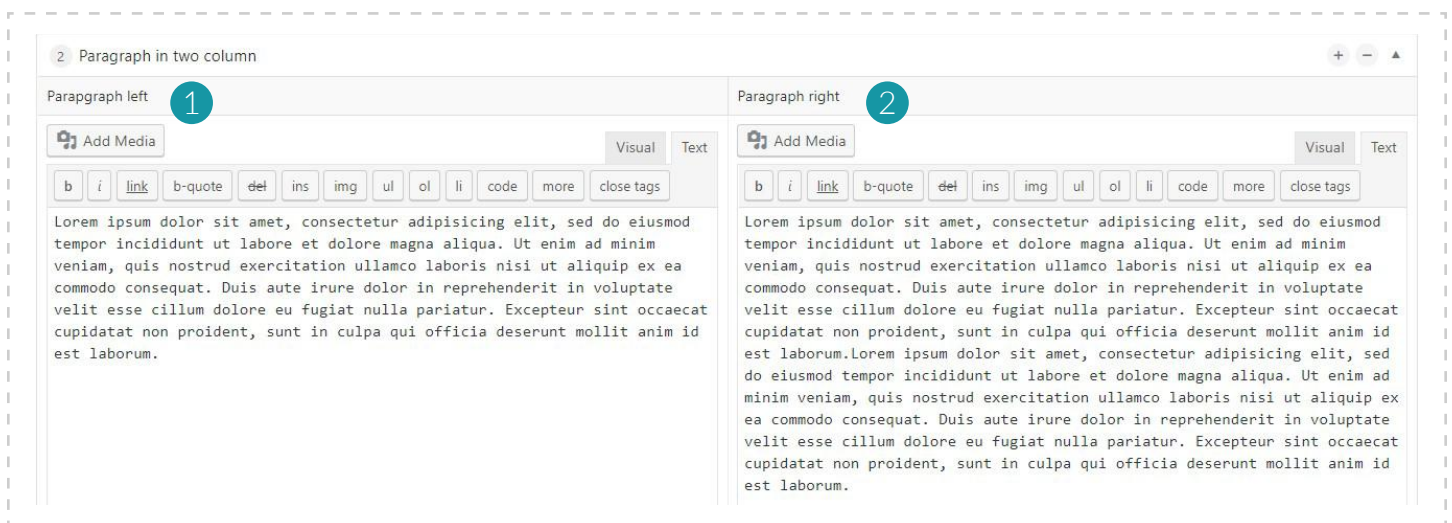 2 Paragraph in two column + − ▲
Parapgraph left 1
Add Media
Visual Text
b i link b-quote del ins img ul ol li code more close tags
Lorem ipsum dolor sit amet, consectetur adipisicing elit, sed do eiusmod
tempor incididunt ut labore et dolore magna aliqua. Ut enim ad minim
veniam, quis nostrud exercitation ullamco laboris nisi ut aliquip ex ea
commodo consequat. Duis aute irure dolor in reprehenderit in voluptate
velit esse cillum dolore eu fugiat nulla pariatur. Excepteur sint occaecat
cupidatat non proident, sunt in culpa qui officia deserunt mollit anim id
est laborum.
Paragraph right 2
Add Media
Visual Text
b i link b-quote del ins img ul ol li code more close tags
Lorem ipsum dolor sit amet, consectetur adipisicing elit, sed do eiusmod
tempor incididunt ut labore et dolore magna aliqua. Ut enim ad minim
veniam, quis nostrud exercitation ullamco laboris nisi ut aliquip ex ea
commodo consequat. Duis aute irure dolor in reprehenderit in voluptate
velit esse cillum dolore eu fugiat nulla pariatur. Excepteur sint occaecat
cupidatat non proident, sunt in culpa qui officia deserunt mollit anim id
est laborum.Lorem ipsum dolor sit amet, consectetur adipisicing elit, sed
do eiusmod tempor incididunt ut labore et dolore magna aliqua. Ut enim ad
minim veniam, quis nostrud exercitation ullamco laboris nisi ut aliquip ex
ea commodo consequat. Duis aute irure dolor in reprehenderit in voluptate
velit esse cillum dolore eu fugiat nulla pariatur. Excepteur sint occaecat
cupidatat non proident, sunt in culpa qui officia deserunt mollit anim id
est laborum.